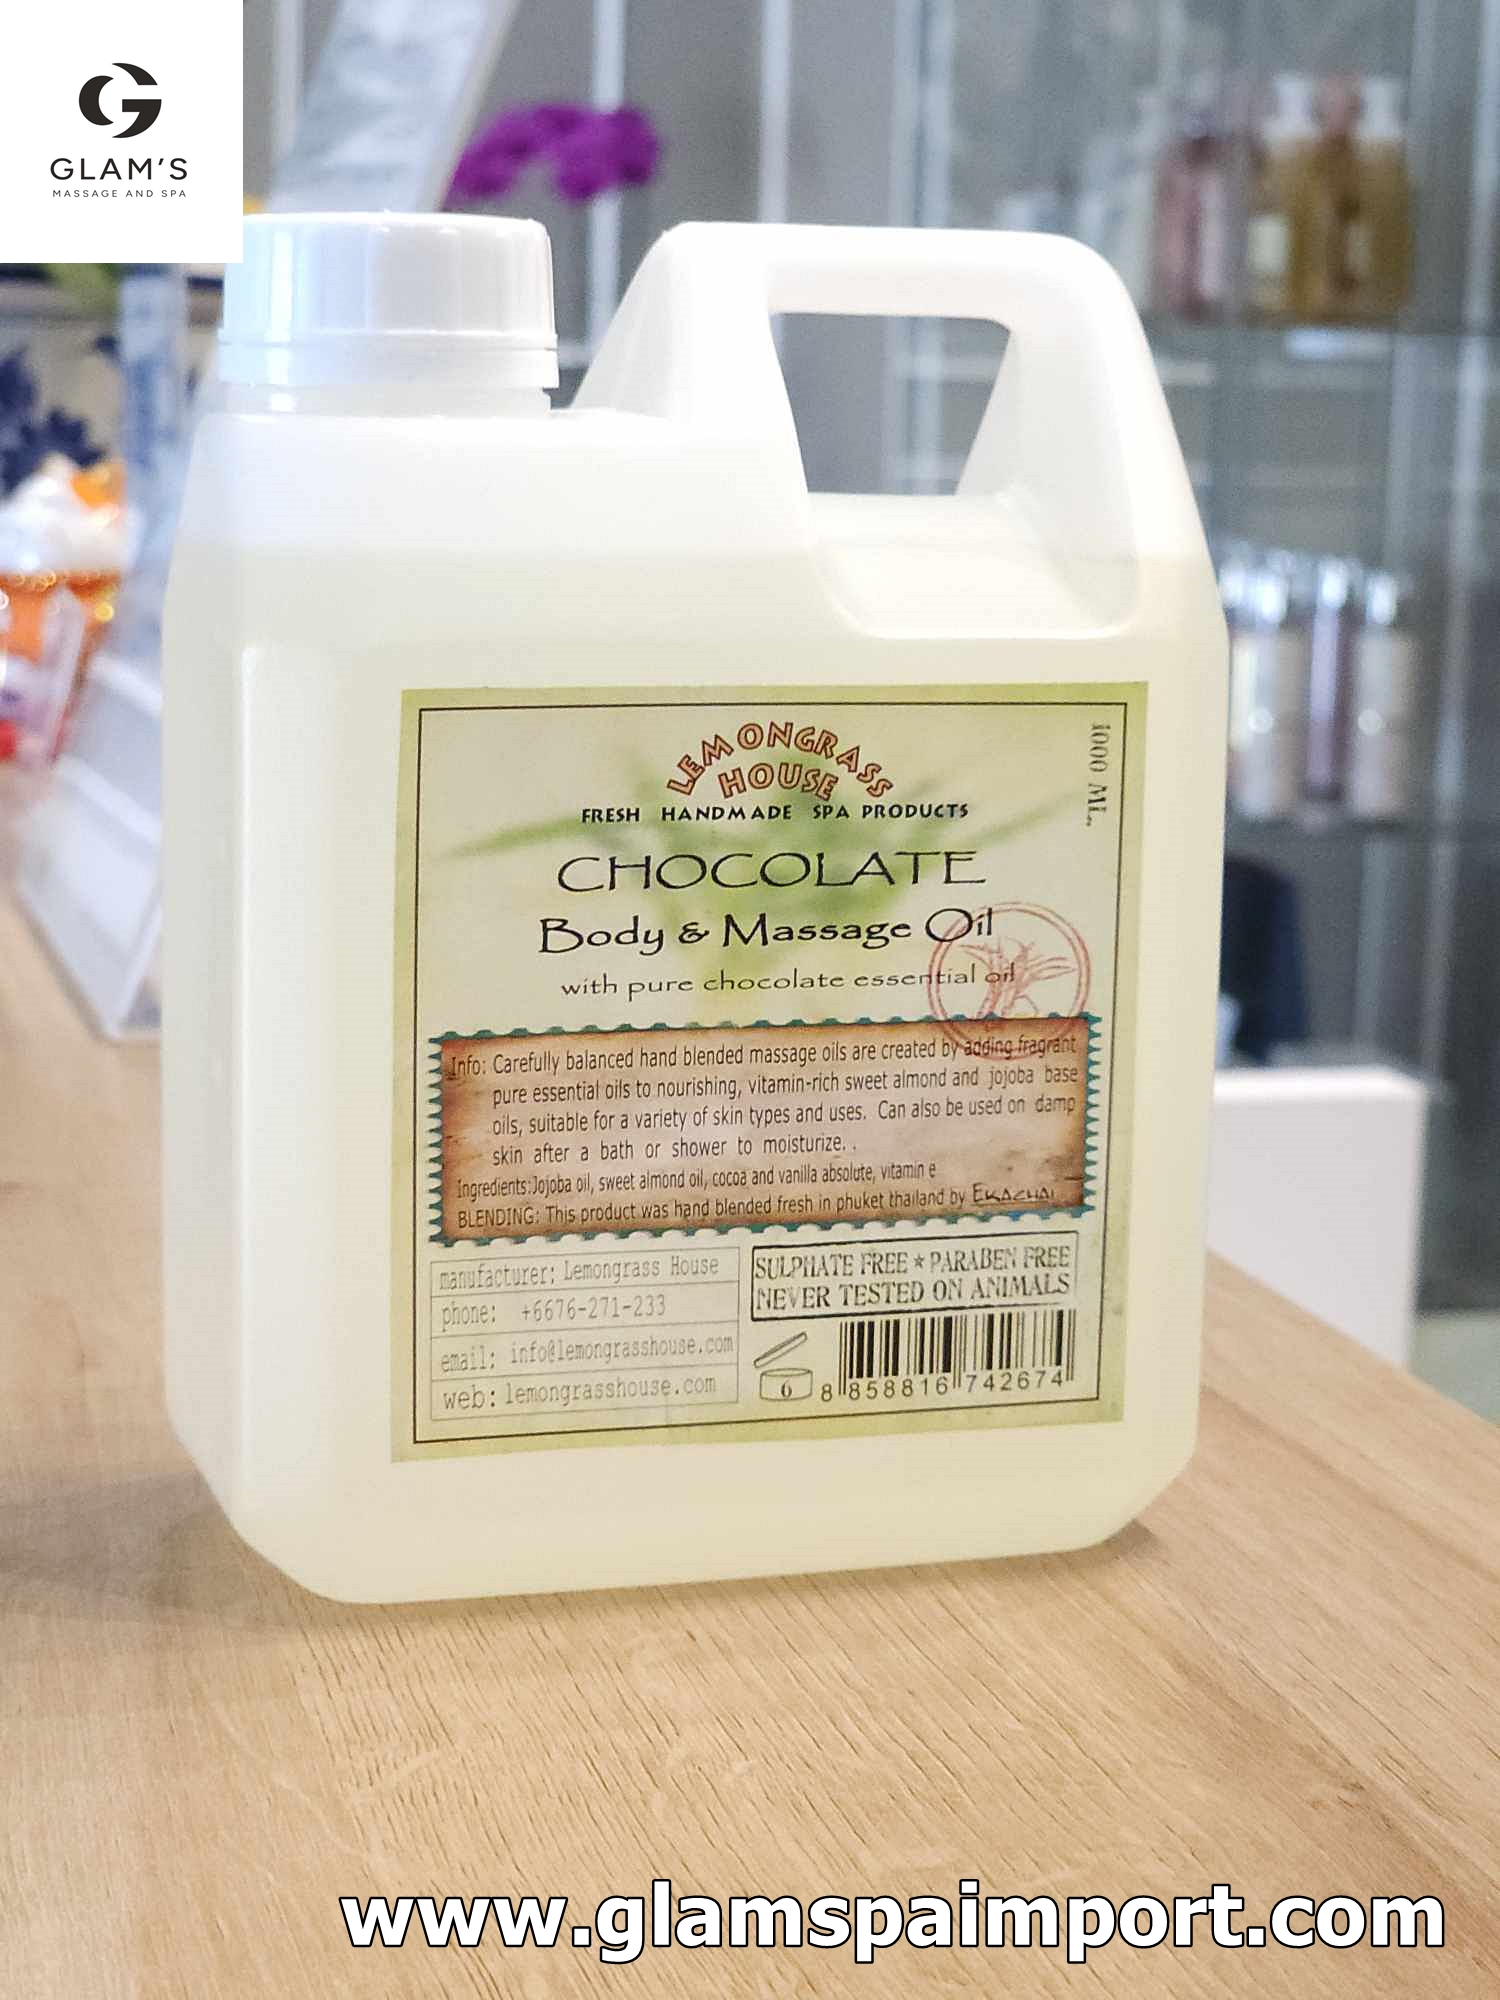 GLAM'S
MASSAGE AND SPA
LEMONGRASS
HOUSE
FRESH HANDMADE SPA PRODUCTS
1000 ML.
CHOCOLATE
Body & Massage Oil
with pure chocolate essential oil
Info: Carefully balanced hand blended massage oils are created by adding fragrant
pure essential oils to nourishing, vitamin-rich sweet almond and jojoba base
oils, suitable for a variety of skin types and uses. Can also be used on damp
skin after a bath or shower to moisturize. .
Ingredients:Jojoba oil, sweet almond oil, cocoa and vanilla absolute, vitamin e
BLENDING: This product was hand blended fresh in phuket thailand by EKACHAI
manufacturer: Lemongrass House
phone: +6676-271-233
email: info@lemongrasshouse.com
web: lemongrasshouse.com
SULPHATE FREE * PARABEN FREE
NEVER TESTED ON ANIMALS
6
8 858816 742674
www.glamspaimport.com